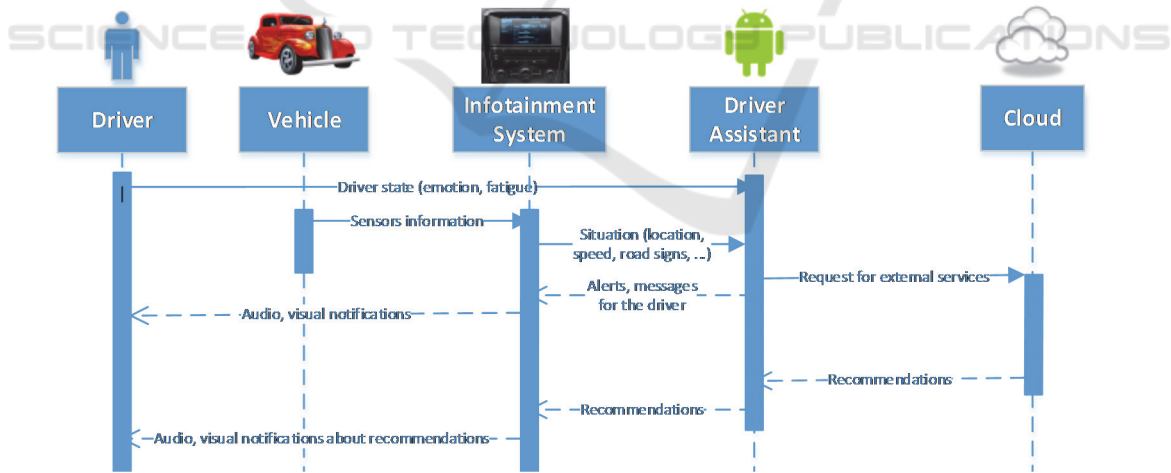 SCIENCE AND TECHNOLOGY PUBLICATIONS
Driver
Vehicle
Infotainment
System
Driver
Assistant
Cloud
Driver state (emotion, fatigue)
Sensors information
Situation (location,
speed, road signs, ...)
Request for external services
Alerts, messages
for the driver
Audio, visual notifications
Recommendations
Recommendations
Audio, visual notifications about recommendations